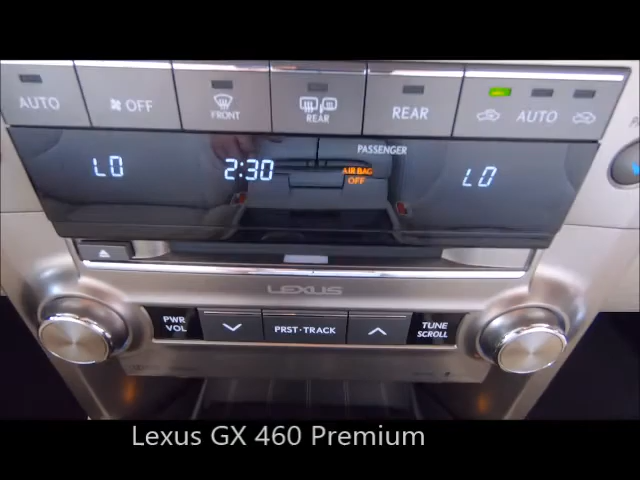 AUTO
OFF
FRONT
REAR
REAR
AUTO
PASSENGER
LO
2:30
AIR BAG
OFF
LO
LEXUS
PWR
VOL
PRST·TRACK
TUNE
SCROLL
Lexus GX 460 Premium